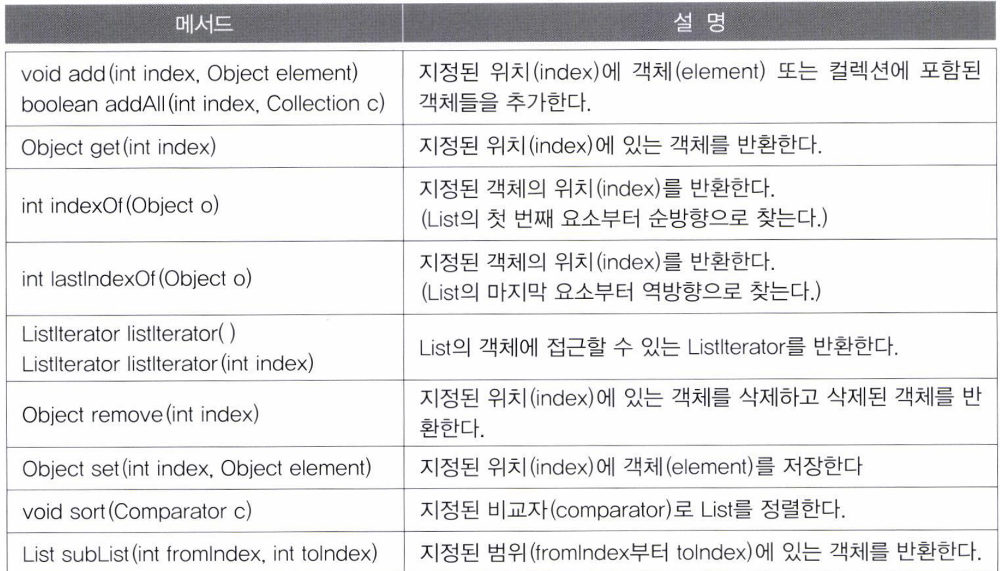 메서드
설 명
void add(int index, Object element)
boolean addAll(int index, Collection c)
지정된 위치(index)에 객체(element) 또는 컬렉션에 포함된
객체들을 추가한다.
Object get(int index)
지정된 위치(index)에 있는 객체를 반환한다.
int indexOf(Object o)
지정된 객체의 위치(index)를 반환한다.
(List의 첫 번째 요소부터 순방향으로 찾는다.)
int lastIndexOf(Object o)
지정된 객체의 위치(index)를 반환한다.
(List의 마지막 요소부터 역방향으로 찾는다.)
ListIterator listIterator( )
ListIterator listIterator(int index)
List의 객체에 접근할 수 있는 ListIterator를 반환한다.
Object remove(int index)
지정된 위치(index)에 있는 객체를 삭제하고 삭제된 객체를 반
환한다.
Object set(int index, Object element)
지정된 위치(index)에 객체(element)를 저장한다
void sort(Comparator c)
지정된 비교자(comparator)로 List를 정렬한다.
List subList(int fromIndex, int toIndex)
지정된 범위(fromIndex부터 toIndex)에 있는 객체를 반환한다.